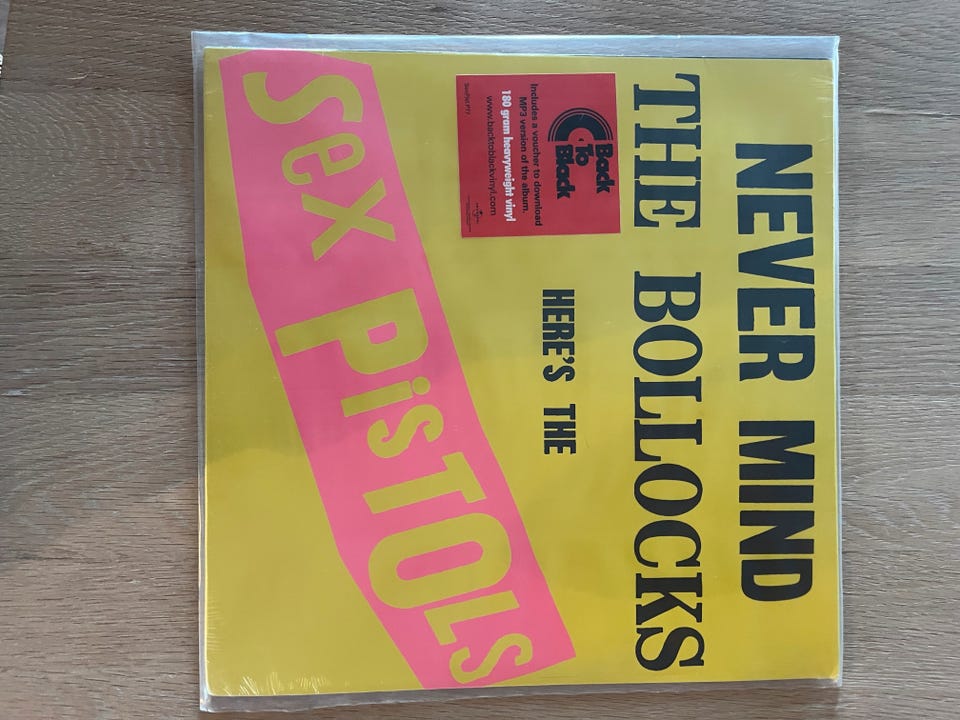 NEVER MIND
THE BOLLOCKS
HERE'S THE
Sex PiSTOLS
Back
To
Black
Includes a voucher to download
MP3 version of the album.
180 gram heavyweight vinyl
www.backtoblackvinyl.com